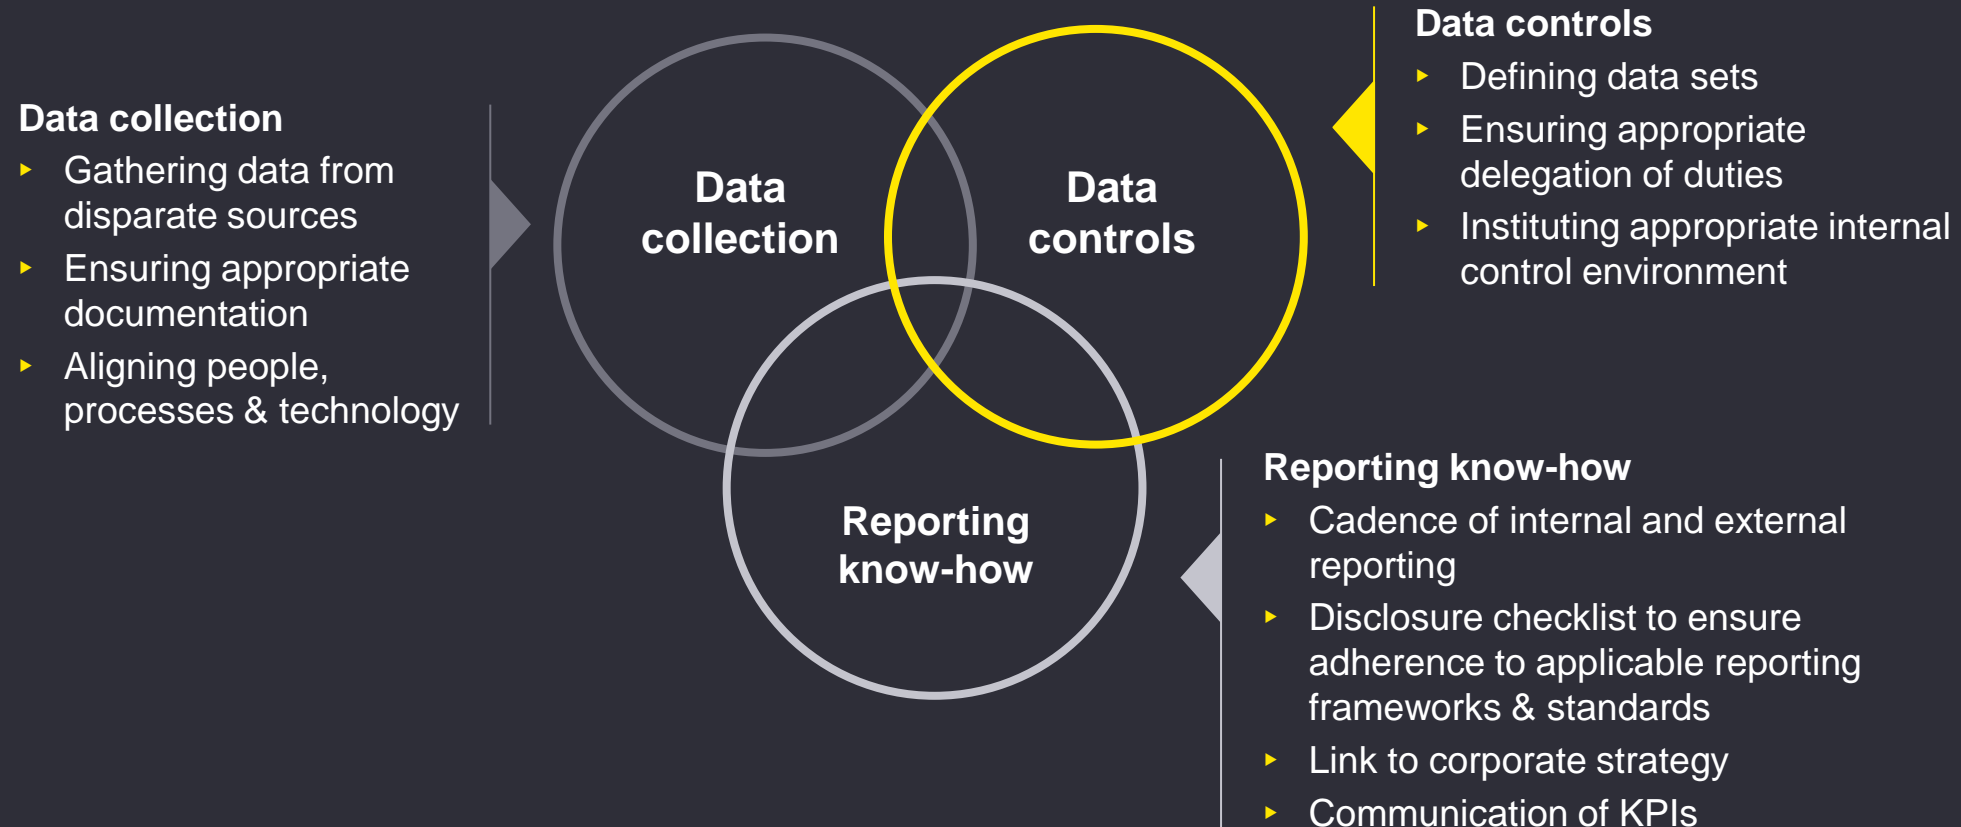 Data collection
‣ Gathering data from
disparate sources
‣ Ensuring appropriate
documentation
‣ Aligning people,
processes & technology
Data
collection
Data
controls
Reporting
know-how
Data controls
‣ Defining data sets
‣ Ensuring appropriate
delegation of duties
‣ Instituting appropriate internal
control environment
Reporting know-how
‣ Cadence of internal and external
reporting
‣ Disclosure checklist to ensure
adherence to applicable reporting
frameworks & standards
‣ Link to corporate strategy
‣ Communication of KPIs